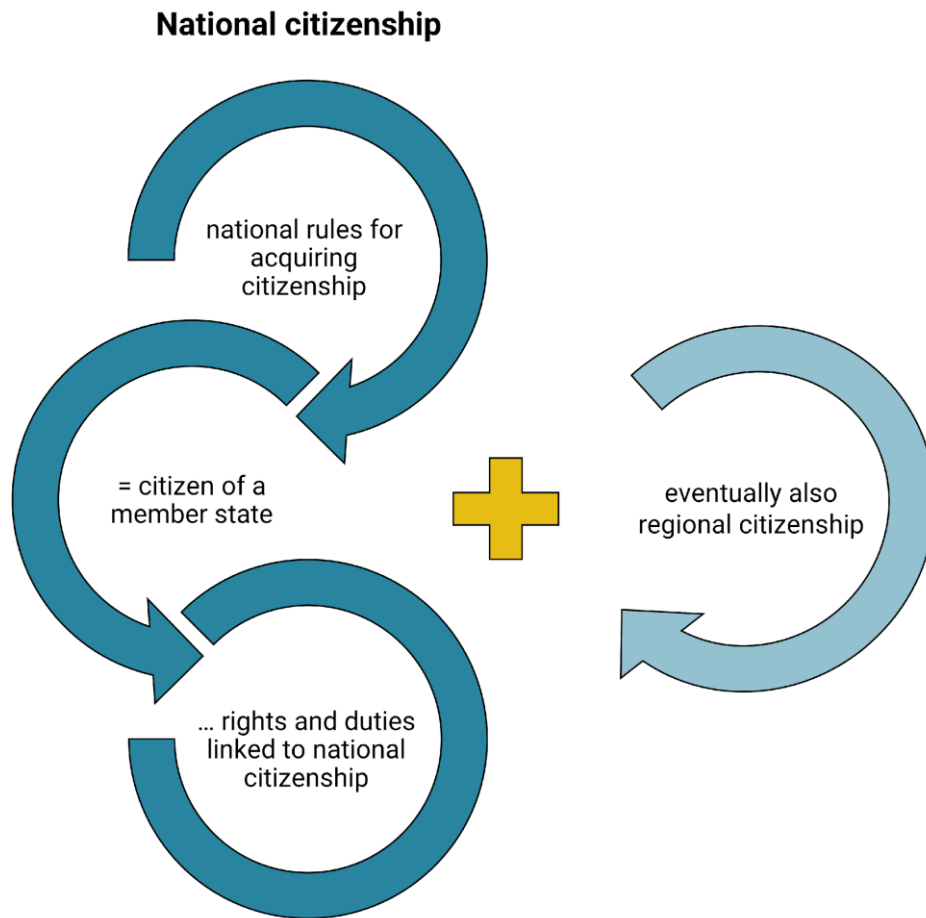 National citizenship
national rules for
acquiring
citizenship
= citizen of a
member state
eventually also
regional citizenship
... rights and duties
linked to national
citizenship